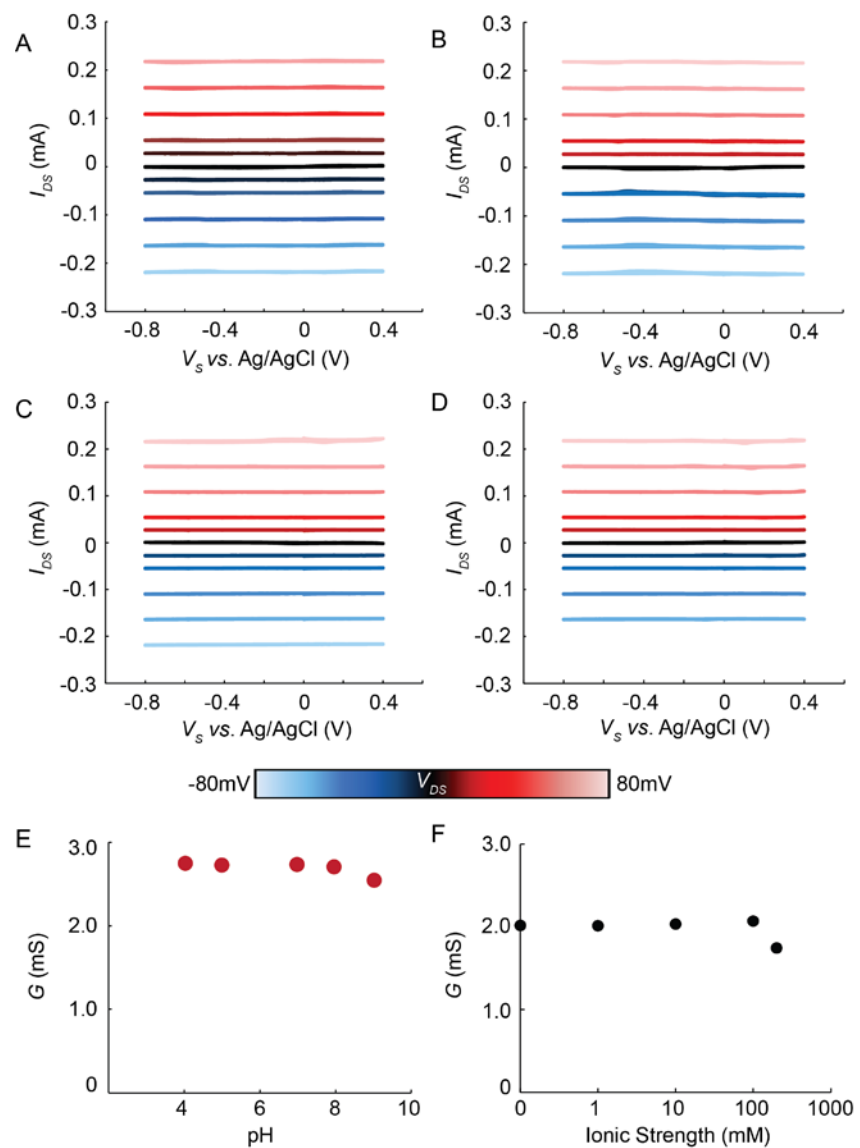 A
0.3
0.2
0.1
0
-0.1
-0.2
-0.3
I_DS (mA)
-0.8 -0.4 0 0.4
V_S vs. Ag/AgCl (V)
B
0.3
0.2
0.1
0
-0.1
-0.2
-0.3
I_DS (mA)
-0.8 -0.4 0 0.4
V_S vs. Ag/AgCl (V)
C
0.3
0.2
0.1
0
-0.1
-0.2
-0.3
I_DS (mA)
-0.8 -0.4 0 0.4
V_S vs. Ag/AgCl (V)
D
0.3
0.2
0.1
0
-0.1
-0.2
-0.3
I_DS (mA)
-0.8 -0.4 0 0.4
V_S vs. Ag/AgCl (V)
-80mV V_DS 80mV
E
3.0
2.0
1.0
0
G (mS)
4 6 8 10
pH
F
3.0
2.0
1.0
0
G (mS)
0 1 10 100 1000
Ionic Strength (mM)